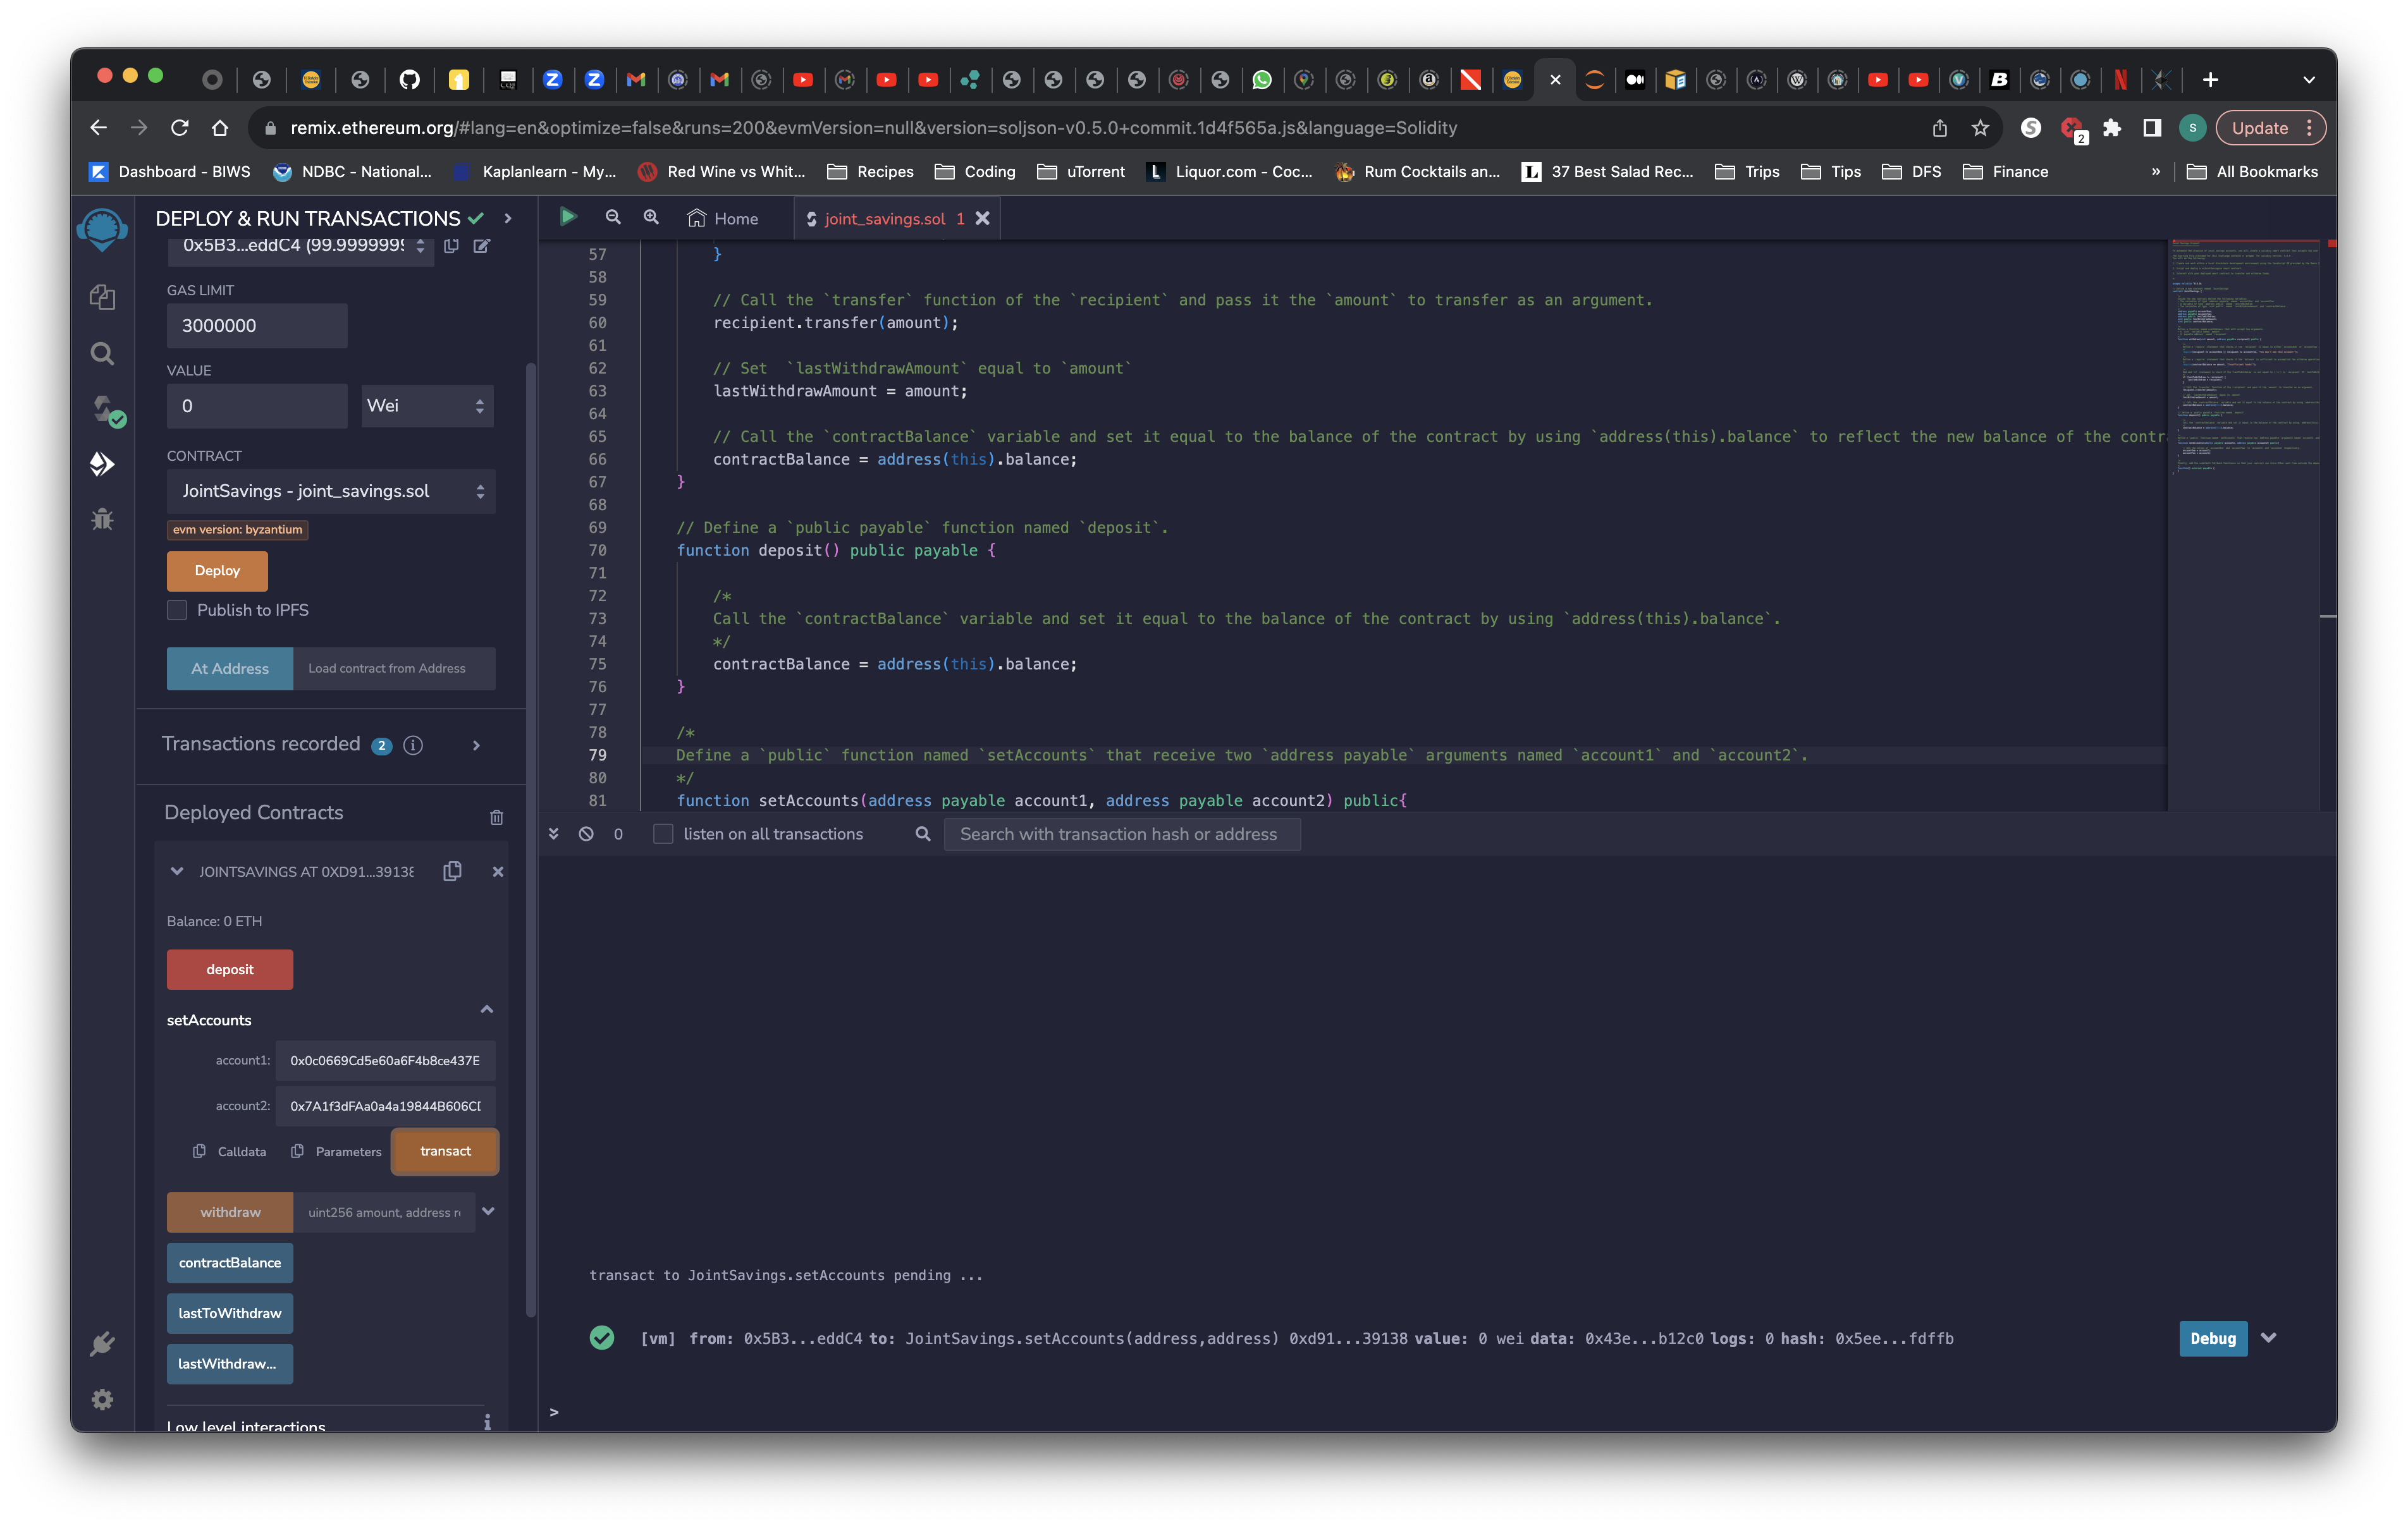 remix.ethereum.org/#lang=en&optimize=false&runs=200&evmVersion=null&version=soljson-v0.5.0+commit.1d4f565a.js&language=Solidity
2
S
Update
Dashboard - BIWS
NDBC - National...
Kaplanlearn - My...
Red Wine vs Whit...
Recipes
Coding
uTorrent
Liquor.com - Coc...
Rum Cocktails an...
37 Best Salad Rec...
Trips
Tips
DFS
Finance
»
All Bookmarks
DEPLOY & RUN TRANSACTIONS
0x5B3...eddC4 (99.9999999
GAS LIMIT
3000000
VALUE
0
Wei
CONTRACT
JointSavings - joint_savings.sol
evm version: byzantium
Deploy
Publish to IPFS
At Address
Load contract from Address
Transactions recorded 2
Deployed Contracts
JOINTSAVINGS AT 0XD91...39138
Balance: 0 ETH
deposit
setAccounts
account1: 0x0c0669Cd5e60a6F4b8ce437E
account2: 0x7A1f3dFAa0a4a19844B606CD
Calldata
Parameters
transact
withdraw
uint256 amount, address r
contractBalance
lastToWithdraw
lastWithdraw...
Low level interactions
Home
joint_savings.sol 1
57 }
58
59 // Call the `transfer` function of the `recipient` and pass it the `amount` to transfer as an argument.
60 recipient.transfer(amount);
61
62 // Set  `lastWithdrawAmount` equal to `amount`
63 lastWithdrawAmount = amount;
64
65 // Call the `contractBalance` variable and set it equal to the balance of the contract by using `address(this).balance` to reflect the new balance of the contr
66 contractBalance = address(this).balance;
67 }
68
69 // Define a `public payable` function named `deposit`.
70 function deposit() public payable {
71
72 /*
73 Call the `contractBalance` variable and set it equal to the balance of the contract by using `address(this).balance`.
74 */
75 contractBalance = address(this).balance;
76 }
77
78 /*
79 Define a `public` function named `setAccounts` that receive two `address payable` arguments named `account1` and `account2`.
80 */
81 function setAccounts(address payable account1, address payable account2) public{
0
listen on all transactions
Search with transaction hash or address
transact to JointSavings.setAccounts pending ...
[vm] from: 0x5B3...eddC4 to: JointSavings.setAccounts(address,address) 0xd91...39138 value: 0 wei data: 0x43e...b12c0 logs: 0 hash: 0x5ee...fdffb
Debug
>